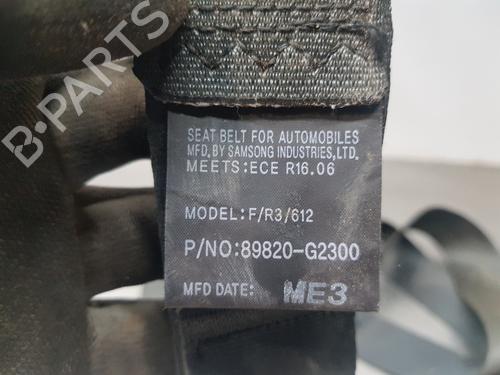 B-PARTS
SEAT BELT FOR AUTOMOBILES
MFD. BY SAMSONG INDUSTRIES, LTD.
MEETS:ECE R16.06
MODEL:F/R3/612
P/NO:89820-G2300
MFD DATE: ME3